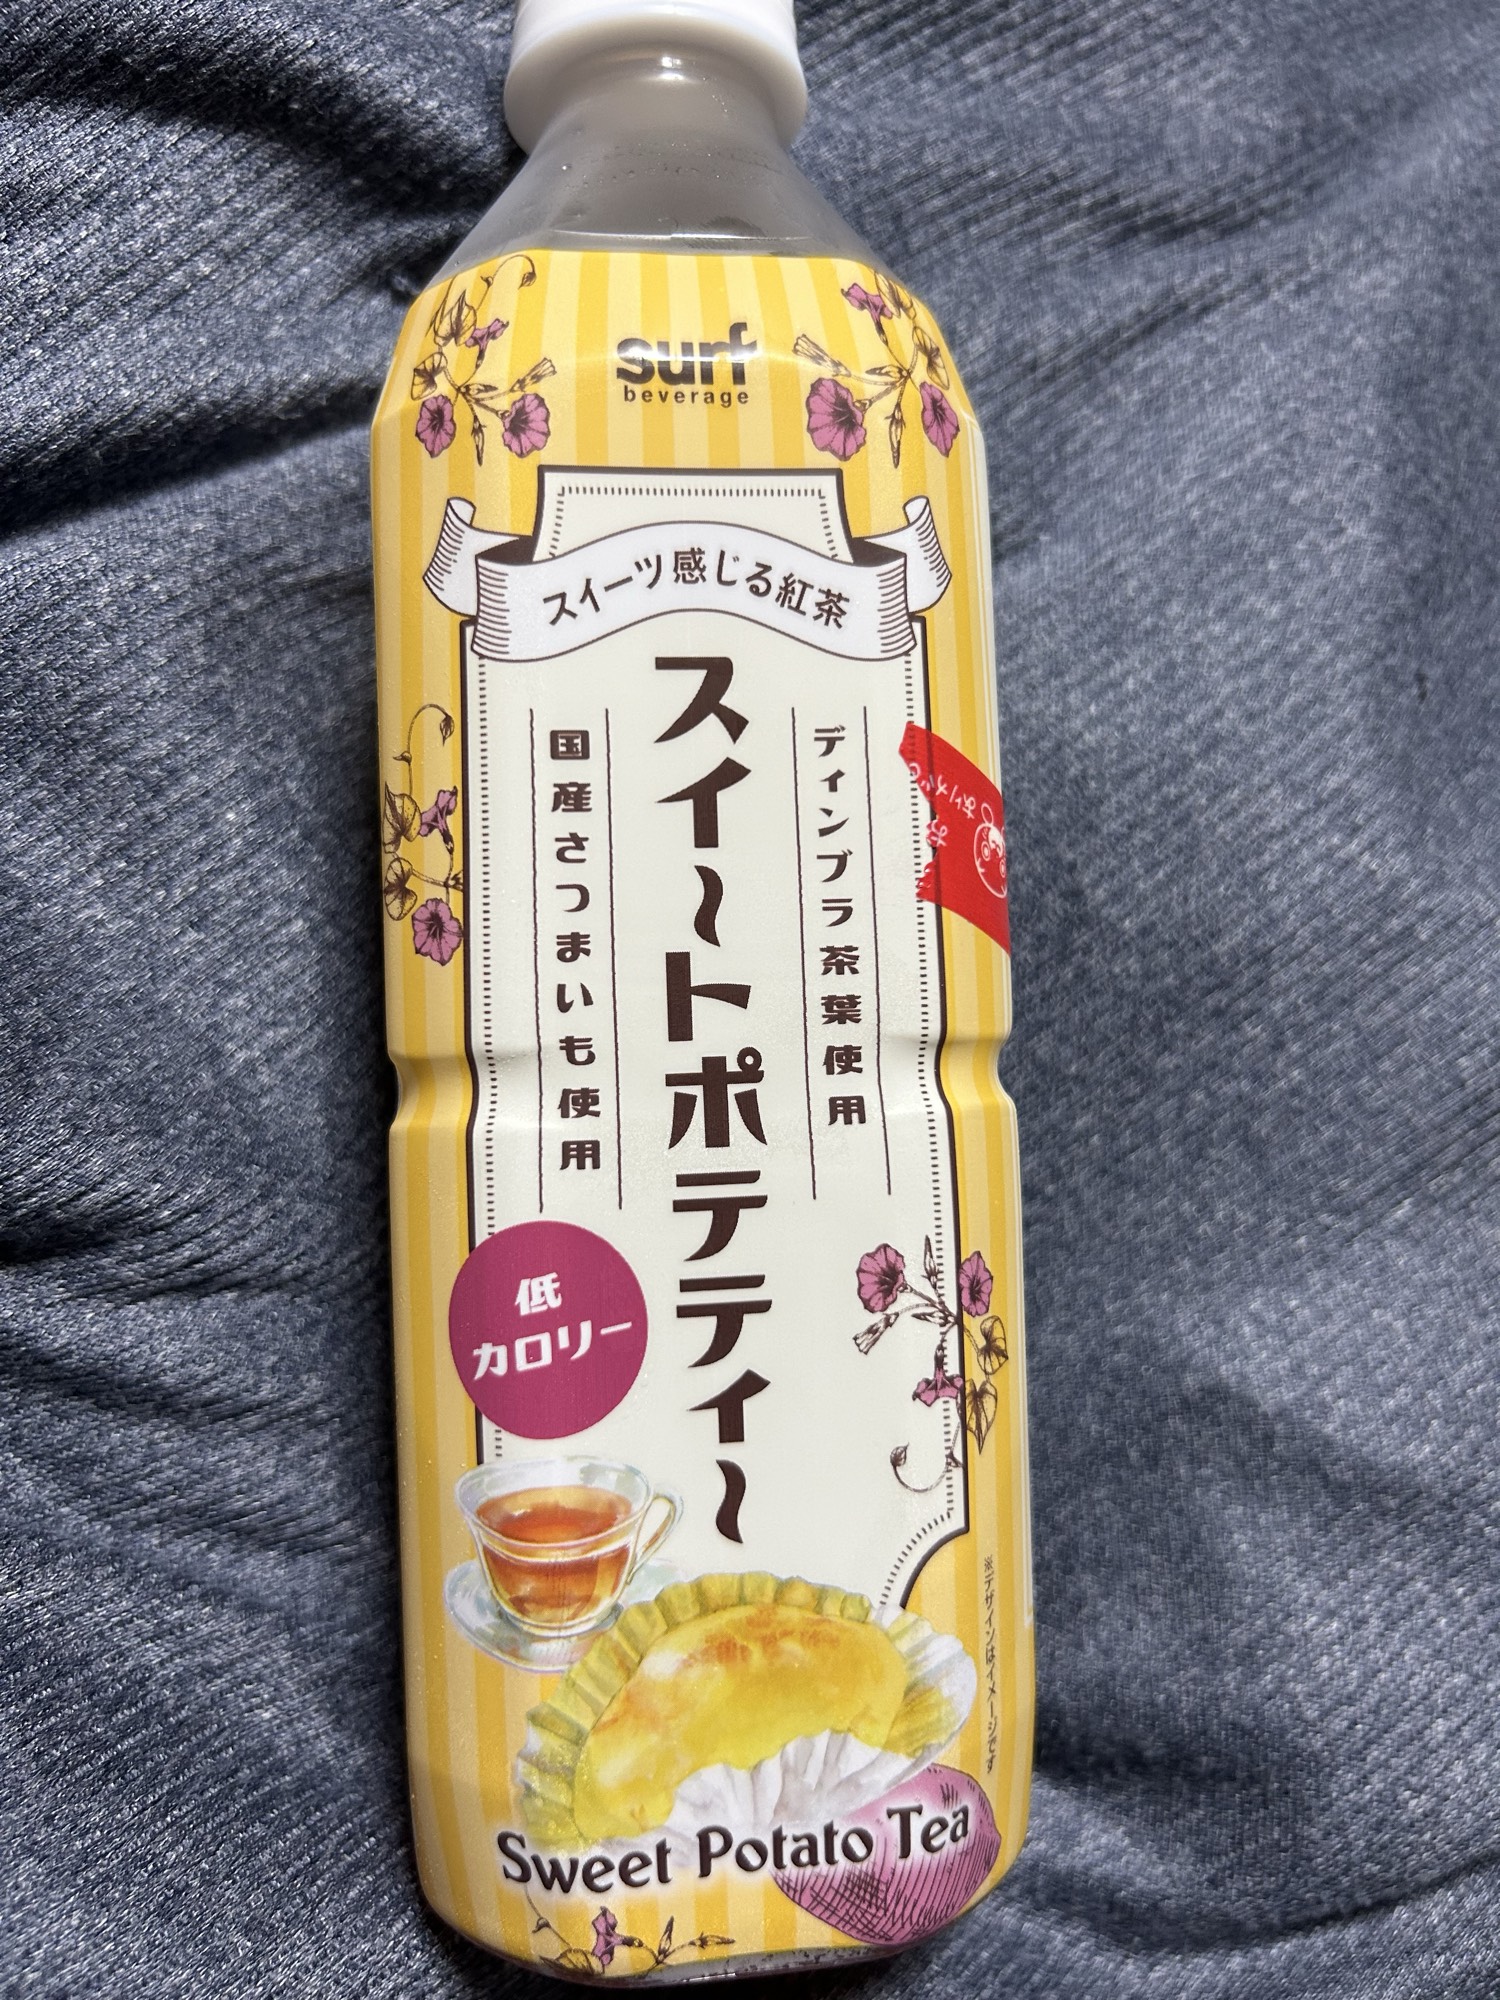 surf
beverage
スイーツ感じる紅茶
ディンブラ茶葉使用
スイートポテティー
国産さつまいも使用
低
カロリー
※デザインはイメージです
Sweet Potato Tea